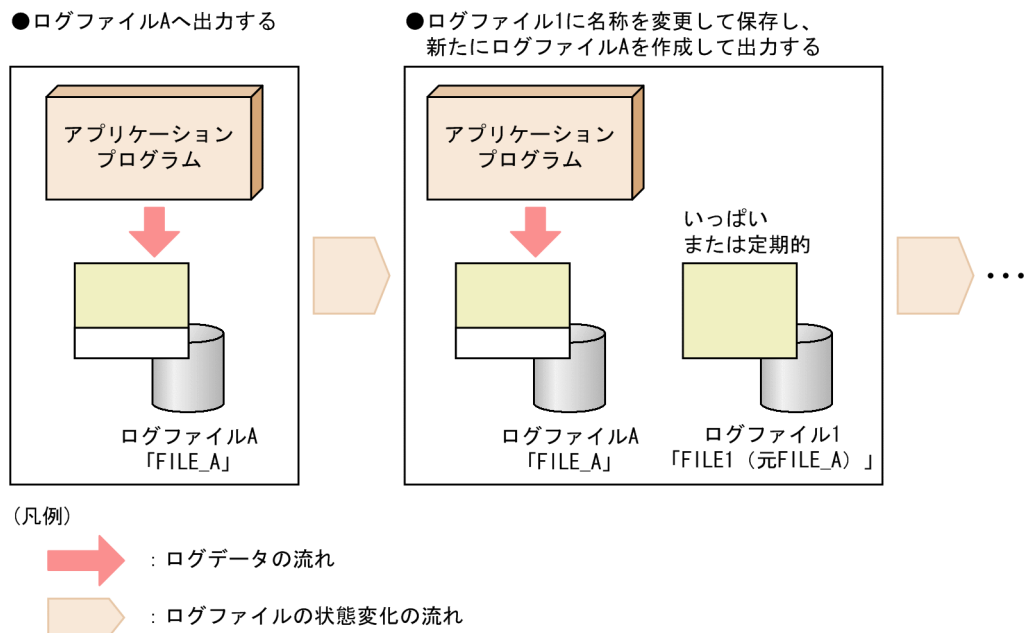 ●ログファイルAへ出力する
●ログファイル1に名称を変更して保存し、
新たにログファイルAを作成して出力する
アプリケーション
プログラム
ログファイルA
「FILE_A」
アプリケーション
プログラム
いっぱい
または定期的
ログファイルA
「FILE_A」
ログファイル1
「FILE1（元FILE_A）」
…
(凡例)
：ログデータの流れ
：ログファイルの状態変化の流れ